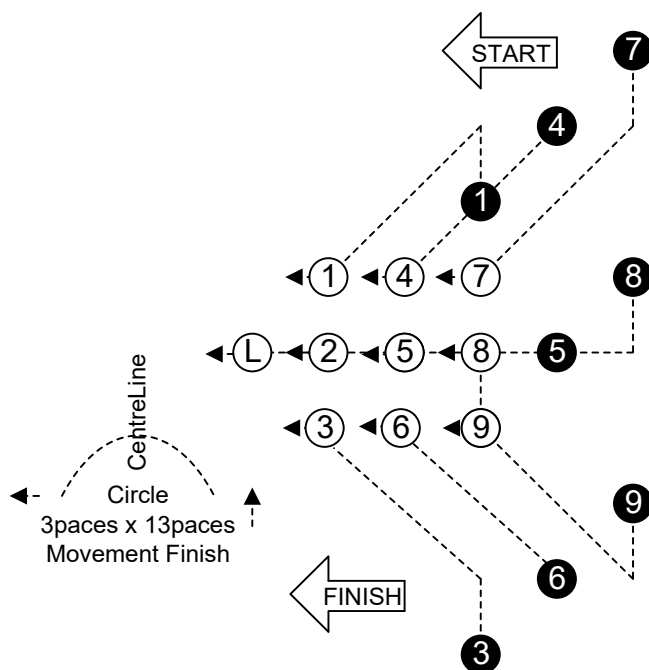 START
7
4
1
1 4 7
8
L 2 5 8 5
CentreLine
3 6 9
Circle
3paces x 13paces
Movement Finish
9
6
FINISH
3